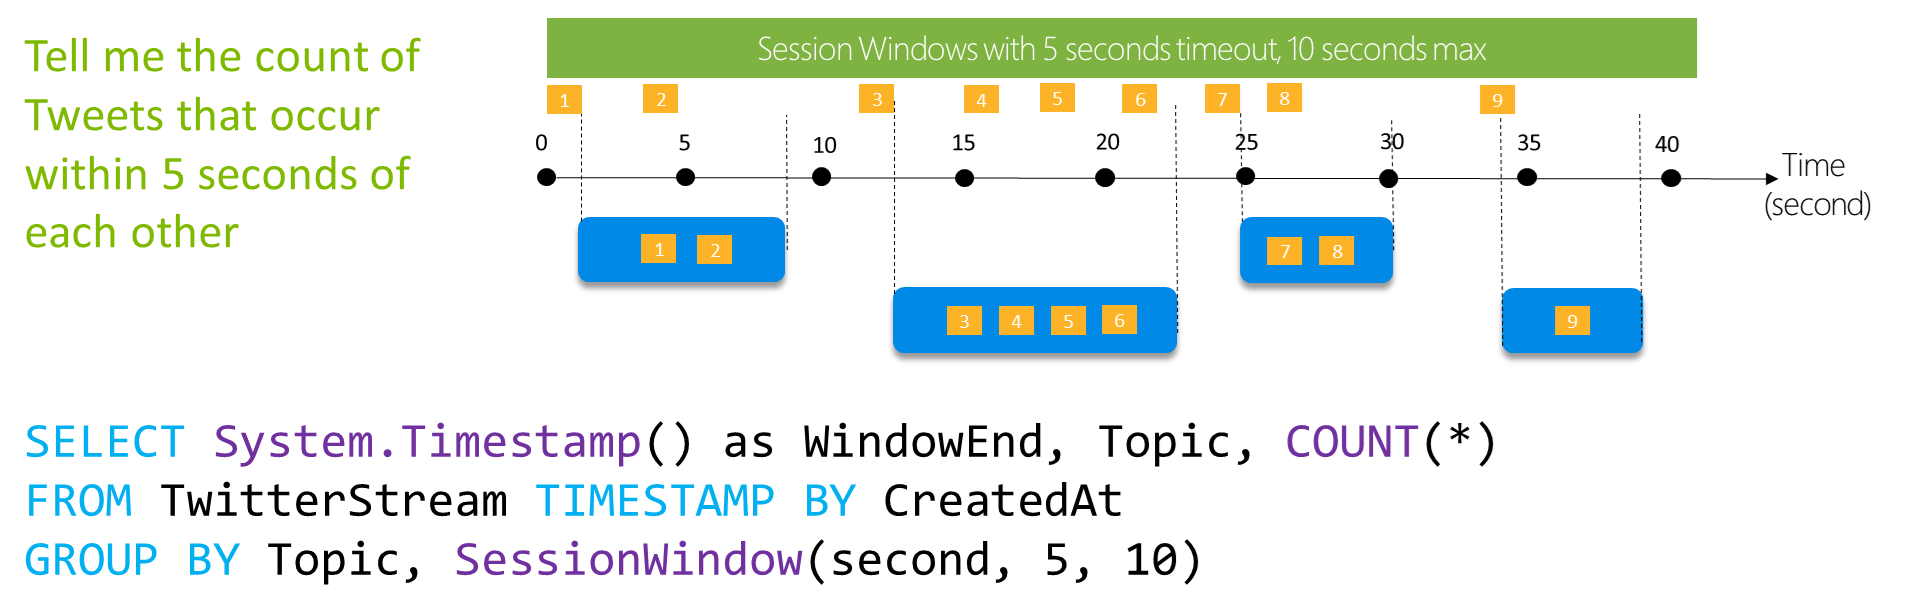 Tell me the count of
Tweets that occur
within 5 seconds of
each other
Session Windows with 5 seconds timeout, 10 seconds max
1 2 3 4 5 6 7 8 9
0 5 10 15 20 25 30 35 40
Time
(second)
1 2
7 8
3 4 5 6
9
SELECT System.Timestamp() as WindowEnd, Topic, COUNT(*)
FROM TwitterStream TIMESTAMP BY CreatedAt
GROUP BY Topic, SessionWindow(second, 5, 10)